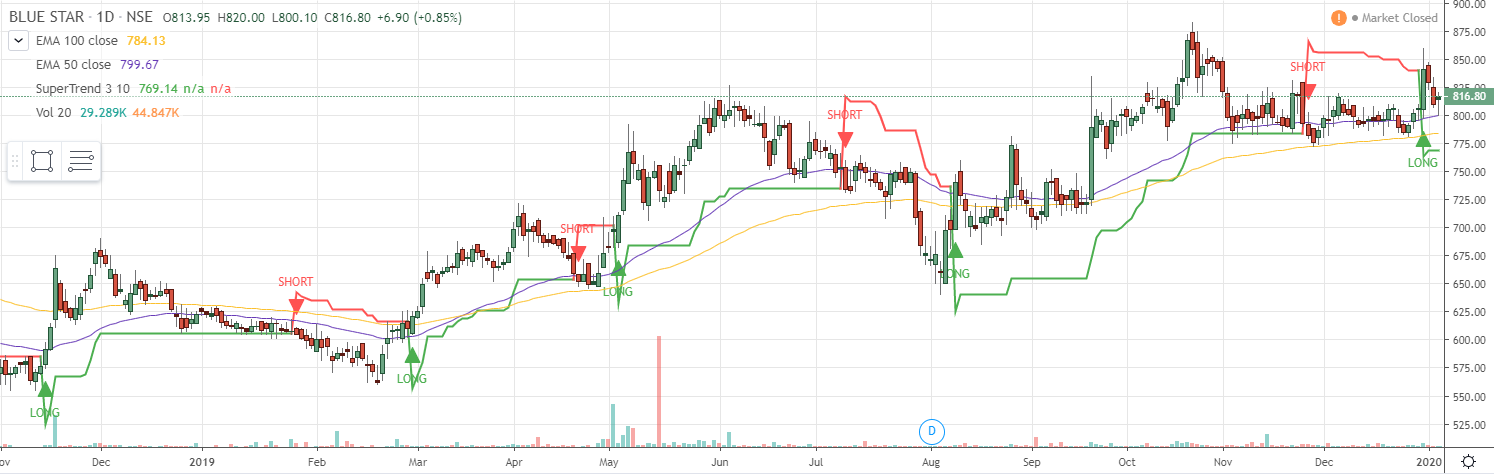 BLUE STAR · 1D · NSE O813.95 H820.00 L800.10 C816.80 +6.90 (+0.85%)
EMA 100 close 784.13
EMA 50 close 799.67
SuperTrend 3 10 769.14 n/a n/a
Vol 20 29.289K 44.847K
! Market Closed
SHORT
SHORT
SHORT
SHORT
LONG
LONG
LONG
LONG
LONG
900.00
875.00
850.00
825.00
816.80
800.00
775.00
750.00
725.00
700.00
675.00
650.00
625.00
600.00
575.00
550.00
525.00
D
ov Dec 2019 Feb Mar Apr May Jun Jul Aug Sep Oct Nov Dec 2020